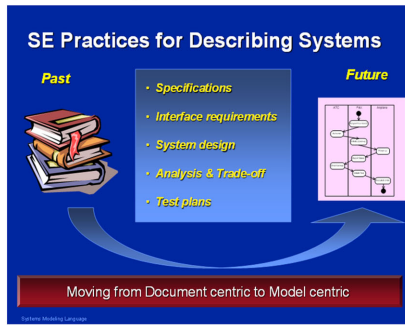 SE Practices for Describing Systems
Past
Future
• Specifications
• Interface requirements
• System design
• Analysis & Trade-off
• Test plans
Moving from Document centric to Model centric
Systems Modeling Language